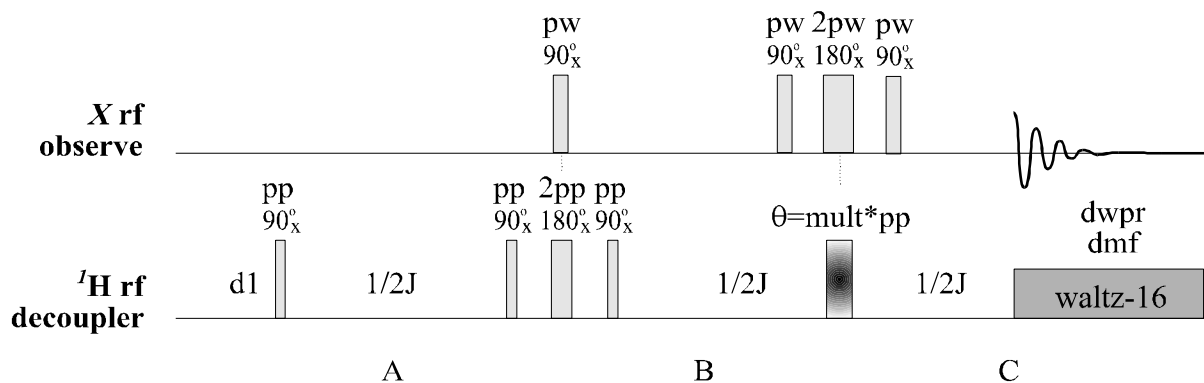 pw pw 2pw pw
90°x 90°x 180°x 90°x
X rf
observe
pp pp 2pp pp θ=mult*pp dwpr
90°x 90°x 180°x 90°x dmf
¹H rf
decoupler
d1 1/2J 1/2J 1/2J waltz-16
A B C